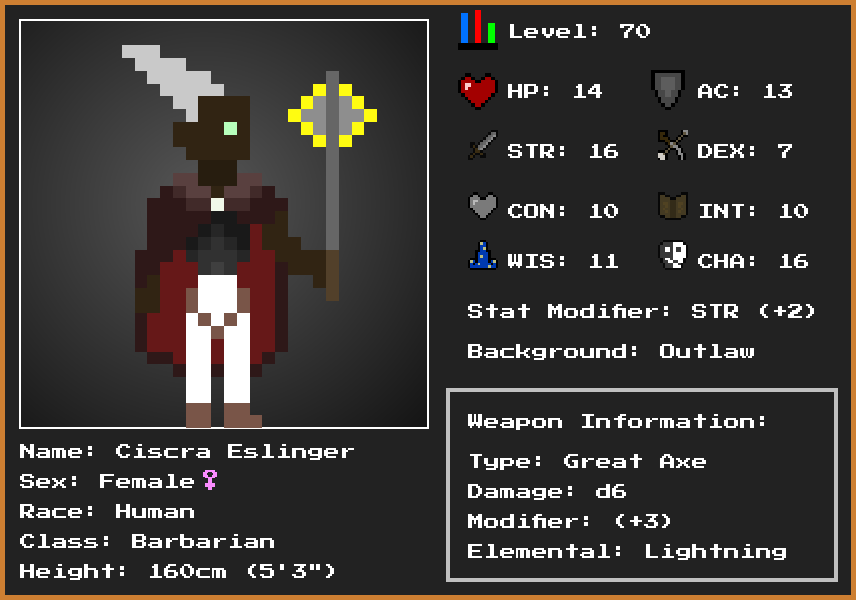 Level: 70
HP: 14
AC: 13
STR: 16
DEX: 7
CON: 10
INT: 10
WIS: 11
CHA: 16
Stat Modifier: STR (+2)
Background: Outlaw
Weapon Information:
Type: Great Axe
Damage: d6
Modifier: (+3)
Elemental: Lightning
Name: Ciscra Eslinger
Sex: Female♀
Race: Human
Class: Barbarian
Height: 160cm (5'3")